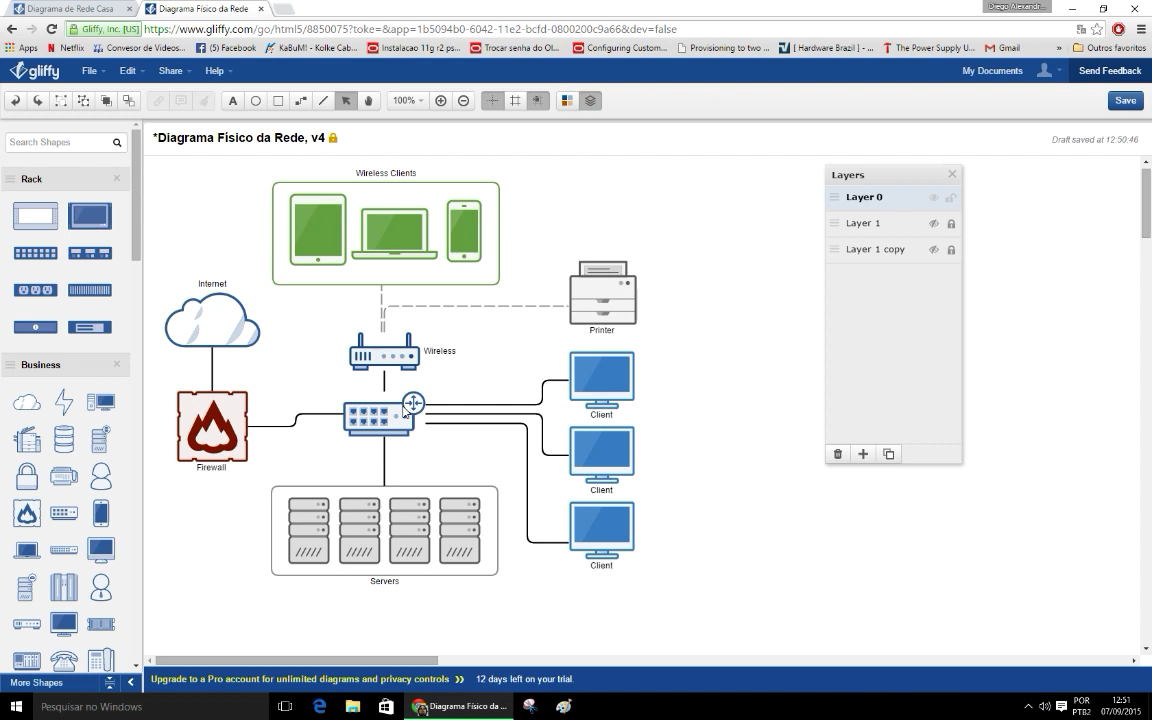 Diagrama de Rede Casa
Diagrama Físico da Rede
Diego Alexandr...
Gliffy, Inc. [US]
https://www.gliffy.com/go/html5/8850075?toke=&app=1b5094b0-6042-11e2-bcfd-0800200c9a66&dev=false
Apps
Netflix
Convesor de Videos...
(5) Facebook
KaBuM! - Kolke Cab...
Instalacao 11g r2 ps...
Trocar senha do Ol...
Configuring Custom...
Provisioning to two ...
[ Hardware Brazil ] - ...
The Power Supply U...
Gmail
»
Outros favoritos
gliffy
File
Edit
Share
Help
My Documents
Send Feedback
100%
Save
Search Shapes
*Diagrama Físico da Rede, v4
Draft saved at 12:50:46
Rack
Business
More Shapes
Wireless Clients
Internet
Printer
Wireless
Client
Firewall
Client
Client
Servers
Layers
Layer 0
Layer 1
Layer 1 copy
Upgrade to a Pro account for unlimited diagrams and privacy controls »
12 days left on your trial.
Pesquisar no Windows
Diagrama Físico da ...
POR
PTB2
12:51
07/09/2015